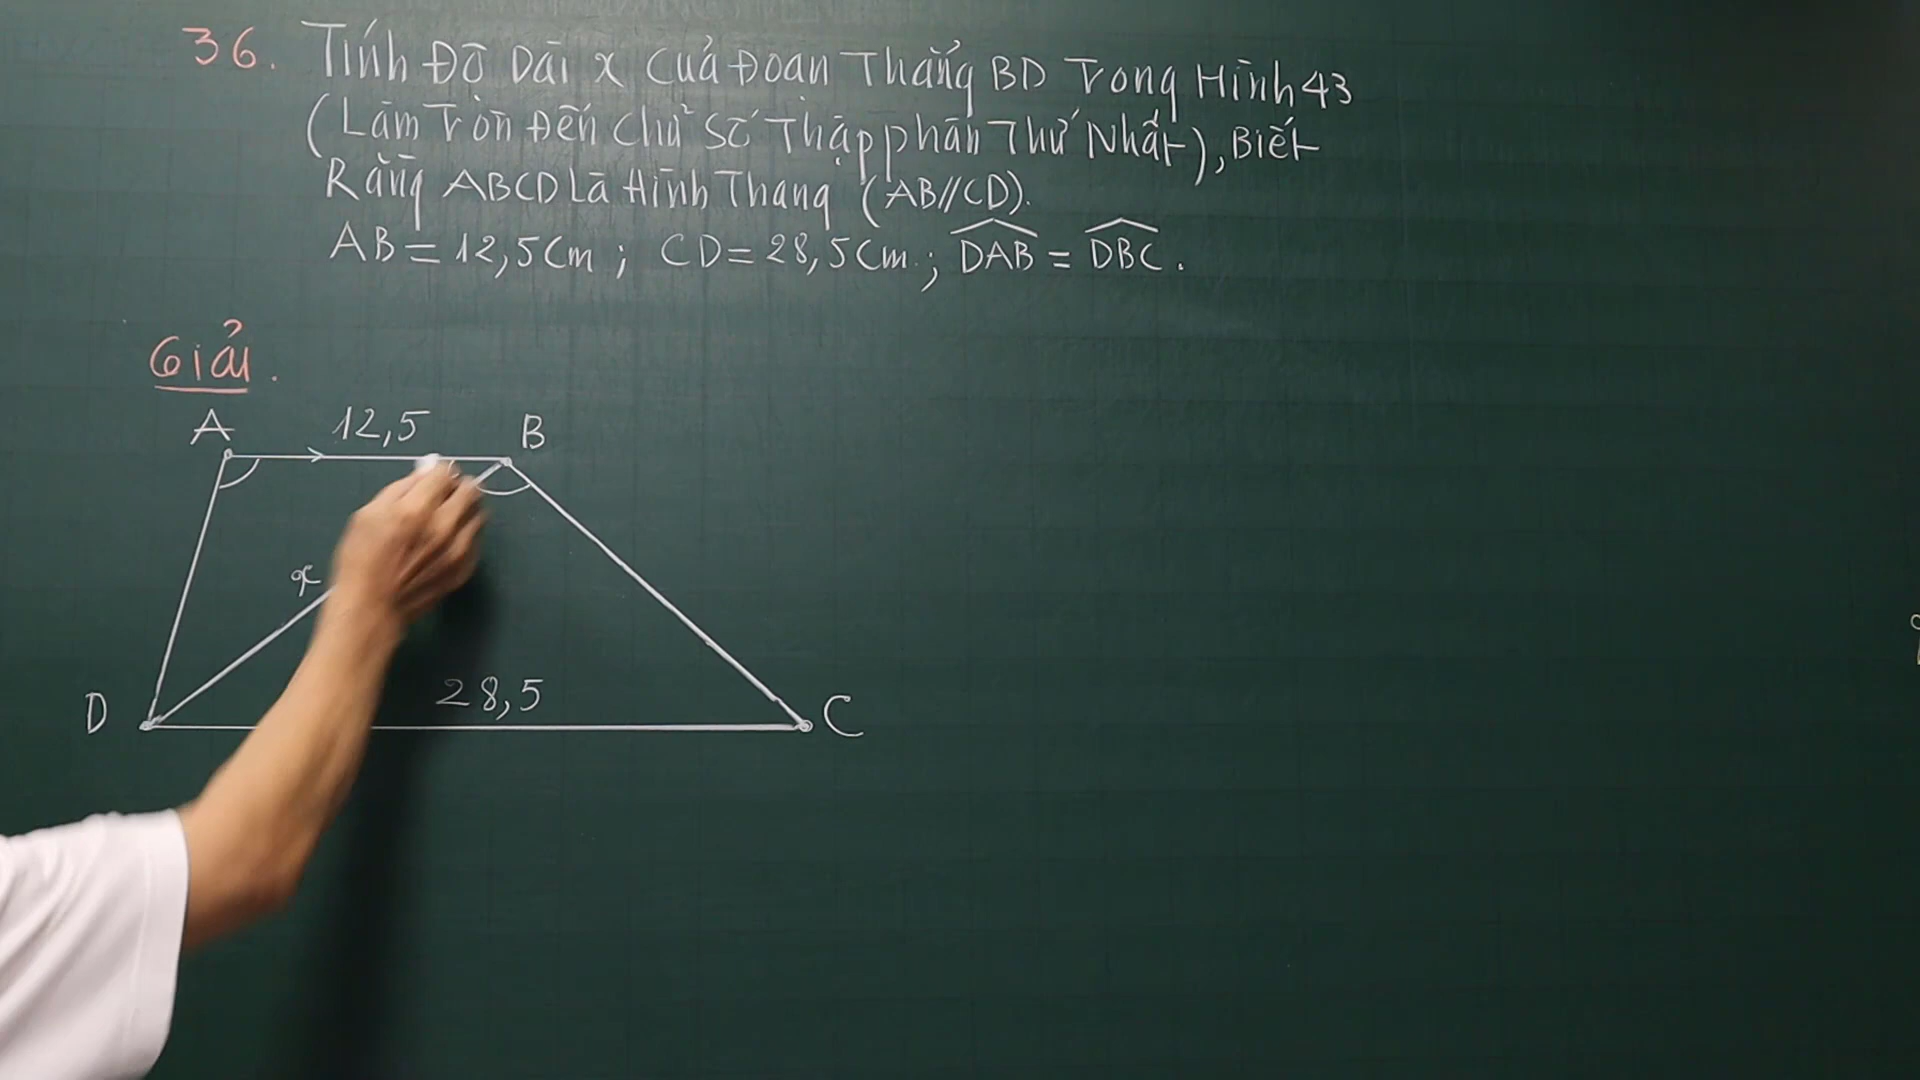 36. Tính Độ Dài x Của Đoạn Thẳng BD Trong Hình 43
(Làm Tròn Đến Chữ Số Thập phân Thứ Nhất), Biết
Rằng ABCD Là Hình Thang (AB//CD).
AB = 12,5Cm ; CD = 28,5Cm ; DAB = DBC.
Giải.
A 12,5 B
x
28,5
D C